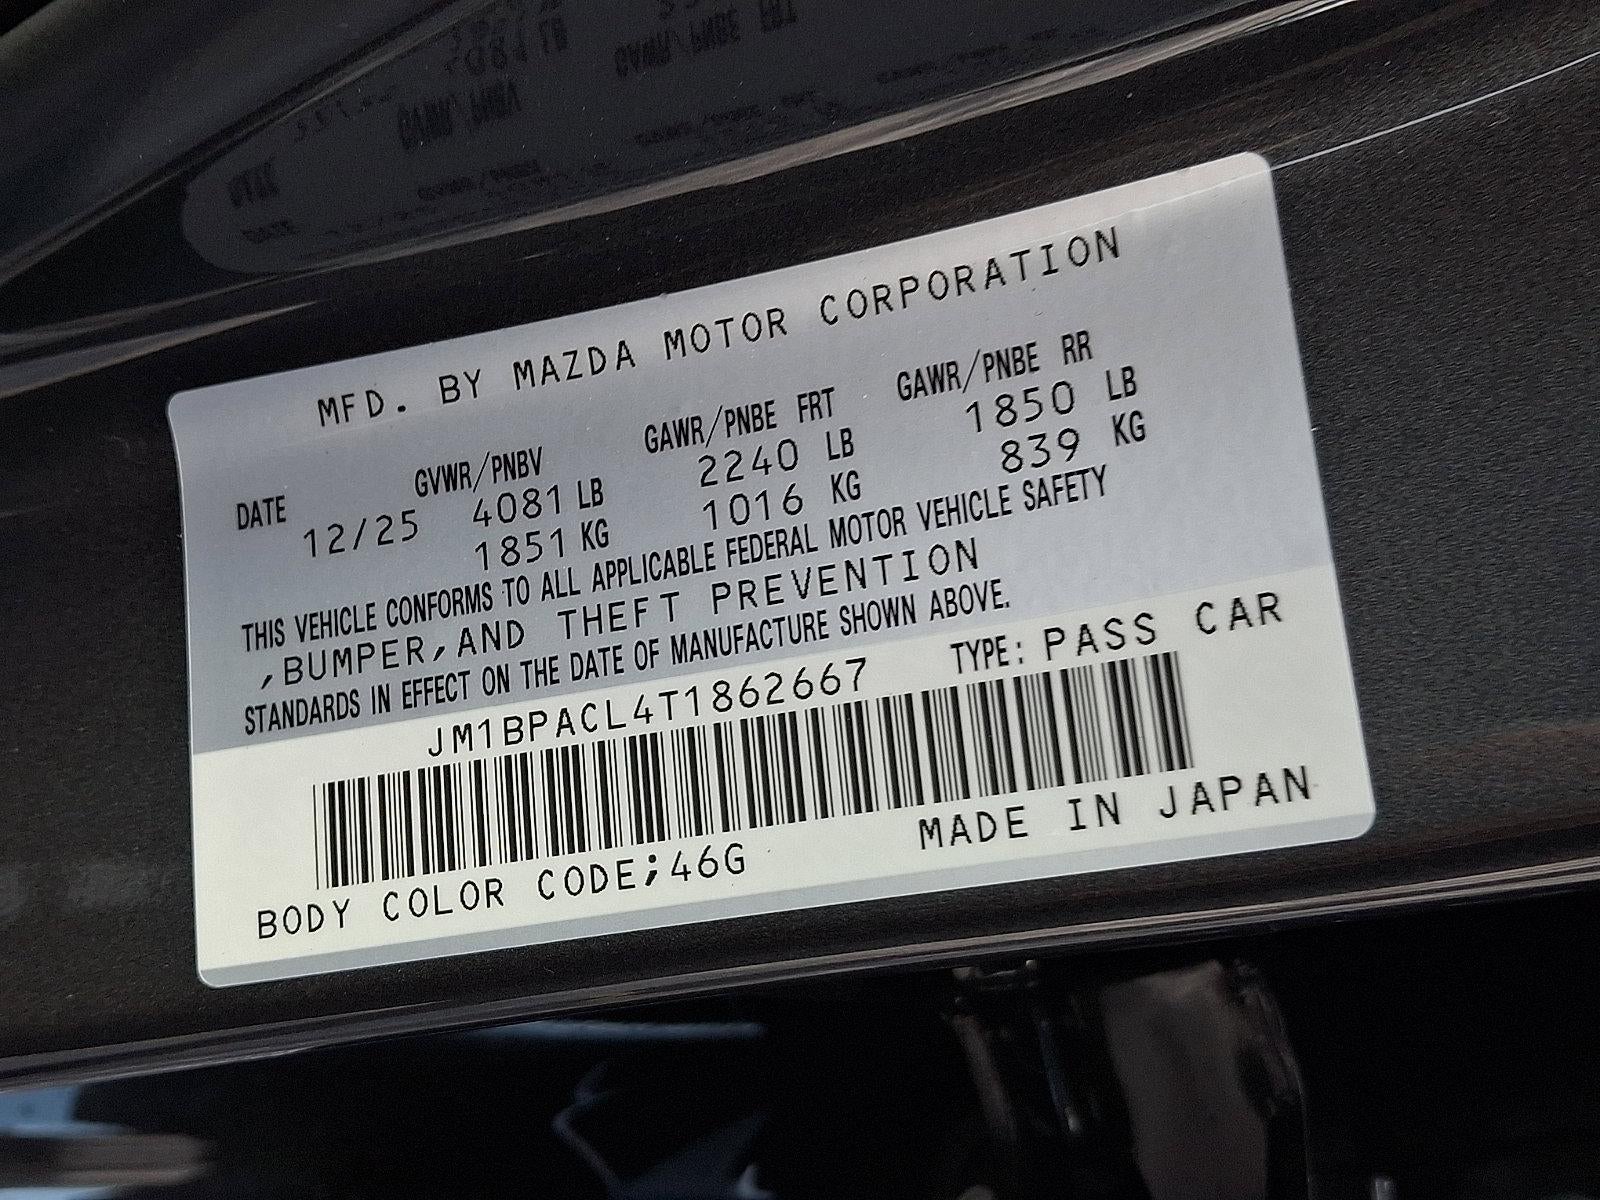 MFD. BY MAZDA MOTOR CORPORATION
DATE GVWR/PNBV GAWR/PNBE FRT GAWR/PNBE RR
12/25 4081 LB 2240 LB 1850 LB
1851 KG 1016 KG 839 KG
THIS VEHICLE CONFORMS TO ALL APPLICABLE FEDERAL MOTOR VEHICLE SAFETY
,BUMPER,AND THEFT PREVENTION
STANDARDS IN EFFECT ON THE DATE OF MANUFACTURE SHOWN ABOVE.
JM1BPACL4T1862667 TYPE: PASS CAR
BODY COLOR CODE;46G MADE IN JAPAN